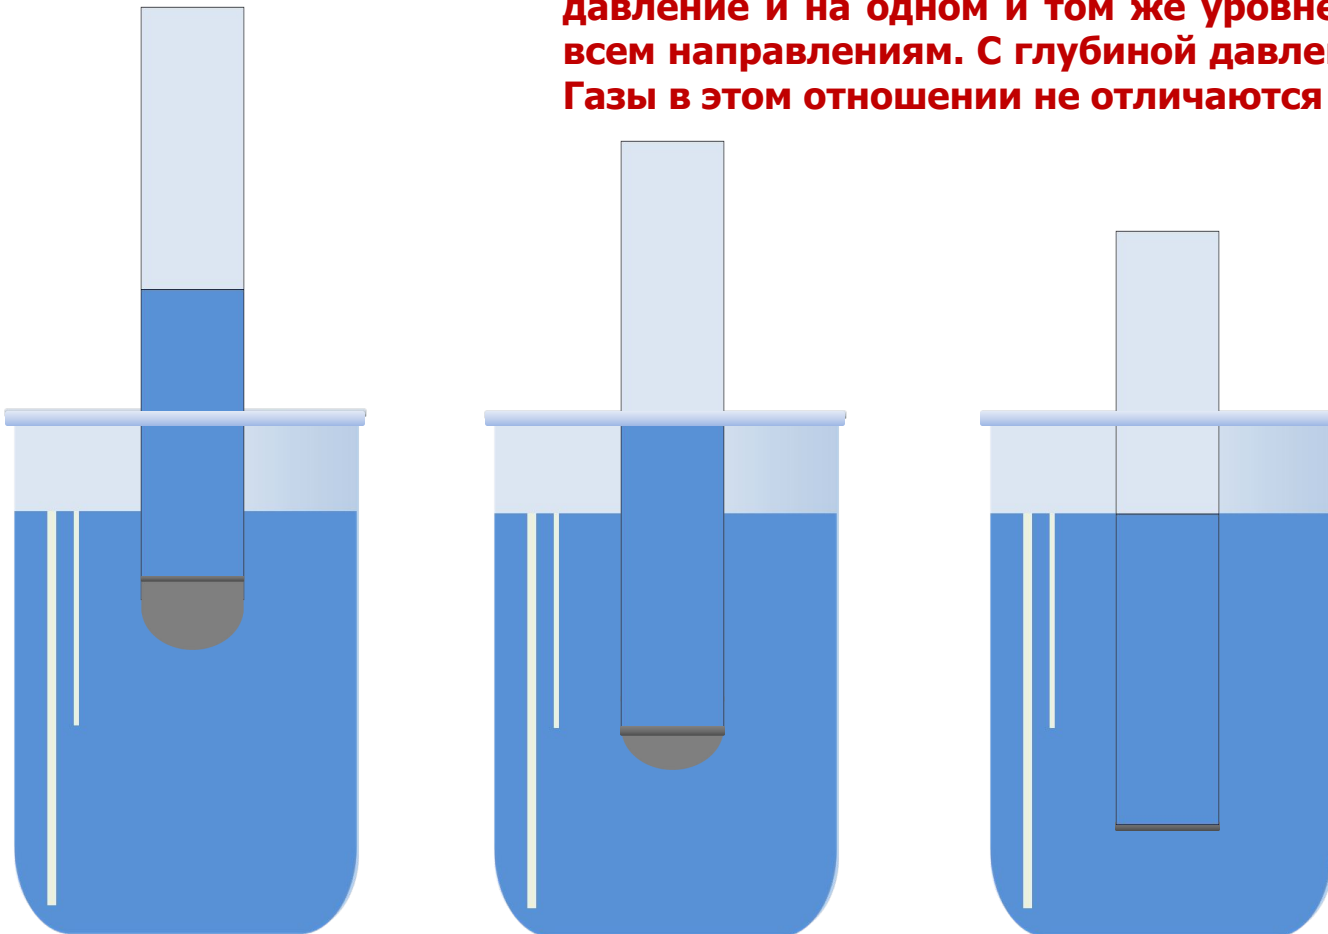 давление и на одном и том же уровне
всем направлениям. С глубиной
Газы в этом отношении не отличаются